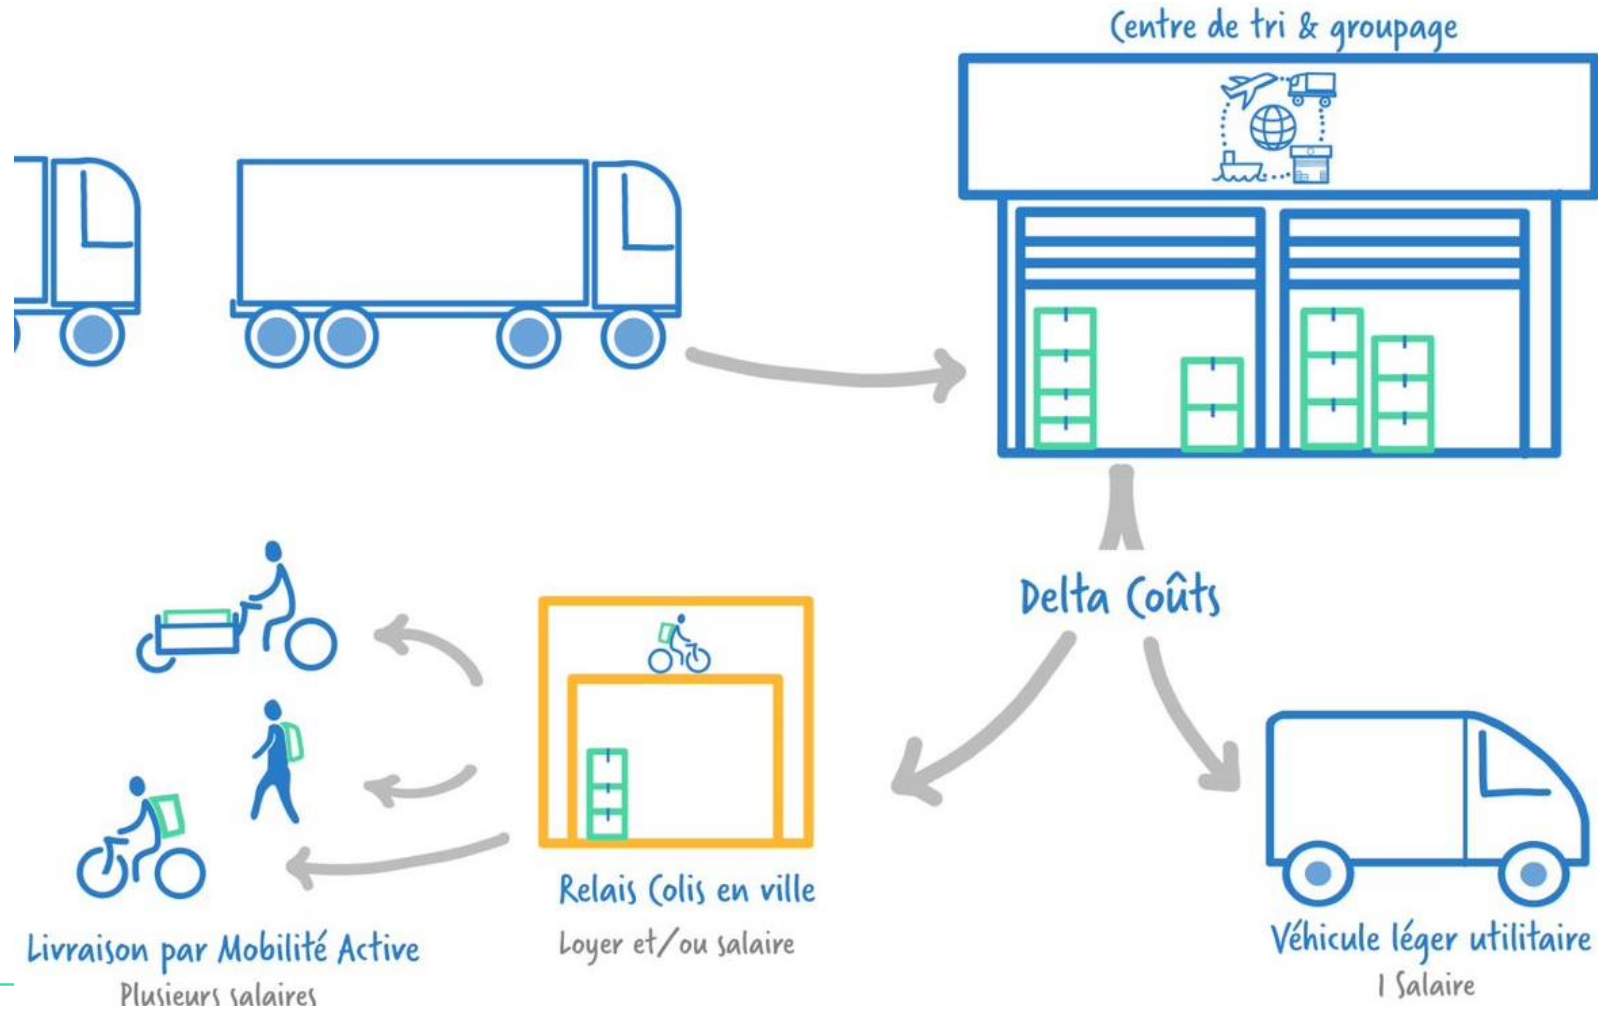 Centre de tri & groupage
Delta Coûts
Relais Colis en ville
Loyer et/ou salaire
Livraison par Mobilité Active
Plusieurs salaires
Véhicule léger utilitaire
1 Salaire